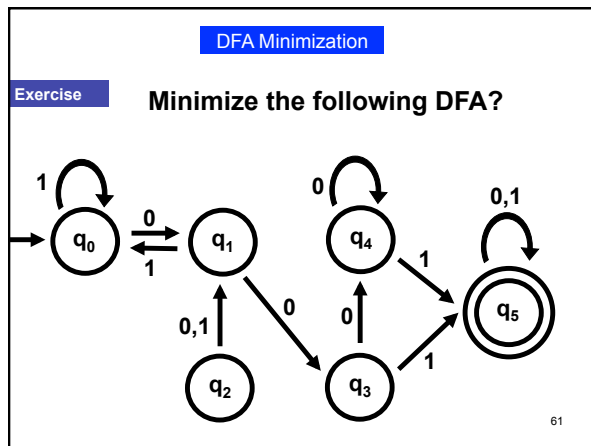 DFA Minimization
Exercise
Minimize the following DFA?
1
0
0,1
q₀
0
1
q₁
q₄
1
q₅
0,1
0
0
q₂
q₃
1
61